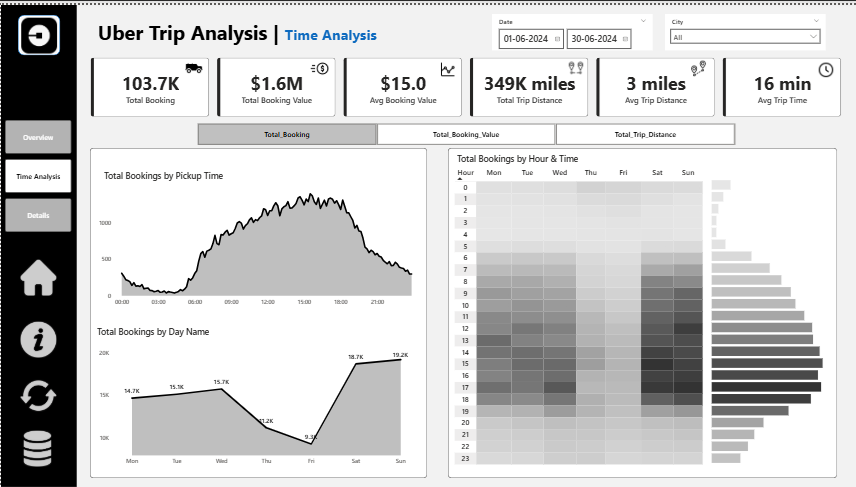 Uber Trip Analysis | Time Analysis
Date
01-06-2024 30-06-2024
City
All
103.7K
Total Booking
$1.6M
Total Booking Value
$15.0
Avg Booking Value
349K miles
Total Trip Distance
3 miles
Avg Trip Distance
16 min
Avg Trip Time
Overview
Time Analysis
Details
Total_Booking Total_Booking_Value Total_Trip_Distance
Total Bookings by Pickup Time
1000
500
0
00:00 03:00 06:00 09:00 12:00 15:00 18:00 21:00
Total Bookings by Day Name
20K
15K
10K
14.7K 15.1K 15.7K 11.2K 9.3K 18.7K 19.2K
Mon Tue Wed Thu Fri Sat Sun
Total Bookings by Hour & Time
Hour Mon Tue Wed Thu Fri Sat Sun
0
1
2
3
4
5
6
7
8
9
10
11
12
13
14
15
16
17
18
19
20
21
22
23